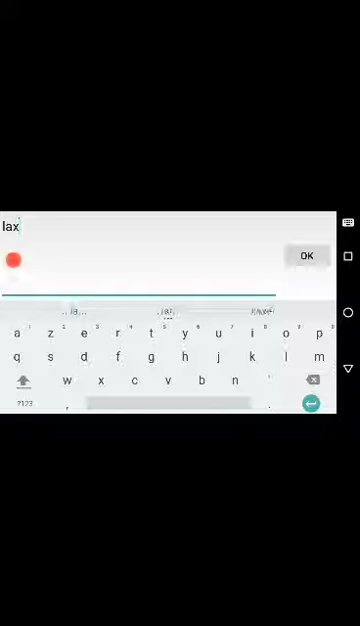 lax
OK
a z e r t y u i o p
q s d f g h j k l m
w x c v b n '
?123 , .